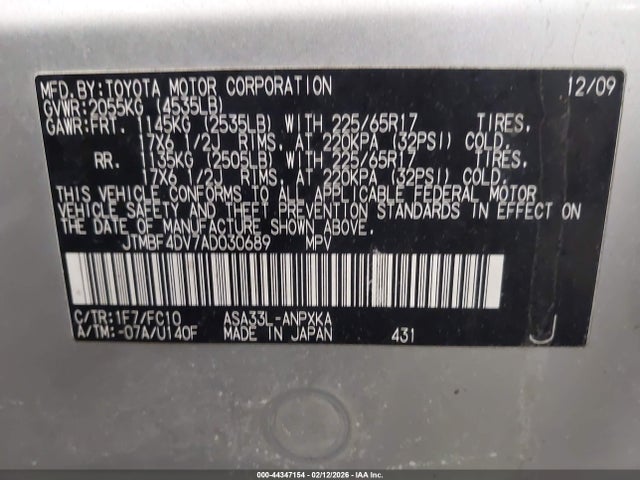 MFD.BY:TOYOTA MOTOR CORPORATION 12/09
GVWR:2055KG (4535LB)
GAWR:FRT. 1145KG (2535LB) WITH 225/65R17 TIRES,
17X6 1/2J RIMS, AT 220KPA (32PSI) COLD.
RR. 1135KG (2505LB) WITH 225/65R17 TIRES,
17X6 1/2J RIMS, AT 220KPA (32PSI) COLD.
THIS VEHICLE CONFORMS TO ALL APPLICABLE FEDERAL MOTOR
VEHICLE SAFETY AND THEFT PREVENTION STANDARDS IN EFFECT ON
THE DATE OF MANUFACTURE SHOWN ABOVE.
JTMBF4DV7AD030689 MPV
C/TR:1F7/FC10 ASA33L-ANPXKA
A/TM:-07A/U140F MADE IN JAPAN 431 J
000-44347154 - 02/12/2026 - COPYRIGHT IAA, LLC